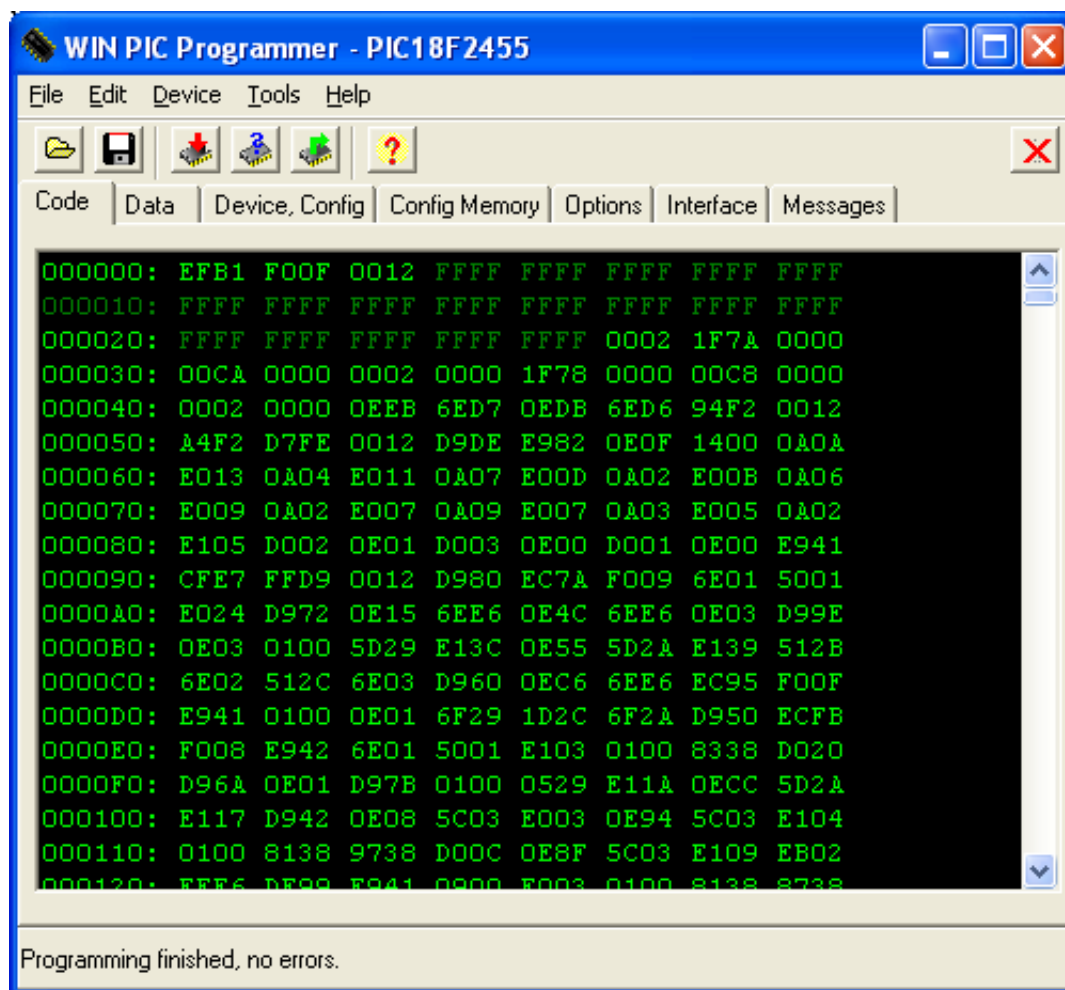 WIN PIC Programmer - PIC18F2455
File Edit Device Tools Help
Code Data Device, Config Config Memory Options Interface Messages
000000: EFB1 F00F 0012 FFFF FFFF FFFF FFFF FFFF
000010: FFFF FFFF FFFF FFFF FFFF FFFF FFFF FFFF
000020: FFFF FFFF FFFF FFFF FFFF 0002 1F7A 0000
000030: 00CA 0000 0002 0000 1F78 0000 00C8 0000
000040: 0002 0000 0EEB 6ED7 0EDB 6ED6 94F2 0012
000050: A4F2 D7FE 0012 D9DE E982 0E0F 1400 0A0A
000060: E013 0A04 E011 0A07 E00D 0A02 E00B 0A06
000070: E009 0A02 E007 0A09 E007 0A03 E005 0A02
000080: E105 D002 0E01 D003 0E00 D001 0E00 E941
000090: CFE7 FFD9 0012 D980 EC7A F009 6E01 5001
0000A0: E024 D972 0E15 6EE6 0E4C 6EE6 0E03 D99E
0000B0: 0E03 0100 5D29 E13C 0E55 5D2A E139 512B
0000C0: 6E02 512C 6E03 D960 0EC6 6EE6 EC95 F00F
0000D0: E941 0100 0E01 6F29 1D2C 6F2A D950 ECFB
0000E0: F008 E942 6E01 5001 E103 0100 8338 D020
0000F0: D96A 0E01 D97B 0100 0529 E11A 0ECC 5D2A
000100: E117 D942 0E08 5C03 E003 0E94 5C03 E104
000110: 0100 8138 9738 D00C 0E8F 5C03 E109 EB02
000120: FFE6 DF99 E941 0900 E003 0100 8138 8738
Programming finished, no errors.